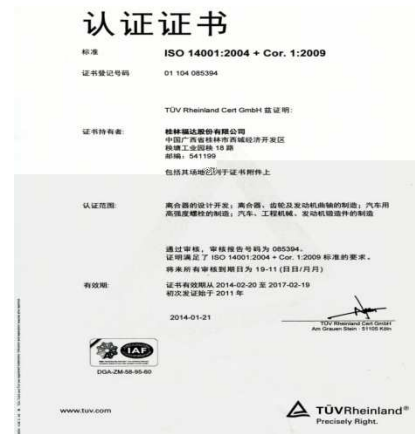 认证证书
标准 ISO 14001:2004 + Cor. 1:2009
证书登记号码 01 104 085394
TÜV Rheinland Cert GmbH 兹证明:
证书持有者: 桂林福达股份有限公司
中国广西省桂林市西城经济开发区
秧塘工业园秧 18 路
邮编: 541199
包括其场地
于证书附件上
认证范围: 离合器的设计开发; 离合器、齿轮及发动机曲轴的制造; 汽车用
高强度螺栓的制造; 汽车、工程机械、发动机锻造件的制造
通过审核, 审核报告号码为 085394.
证明满足了 ISO 14001:2004 + Cor. 1:2009 标准的要求。
将来所有审核到期日为 19-11 (日日/月月)
有效期: 证书有效期从 2014-02-20 至 2017-02-19
初次发证始于 2011 年
2014-01-21
TÜV Rheinland Cert GmbH
Am Grauen Stein · 51105 Köln
IAF
DGA-ZM-58-95-60
www.tuv.com
TÜVRheinland®
Precisely Right.